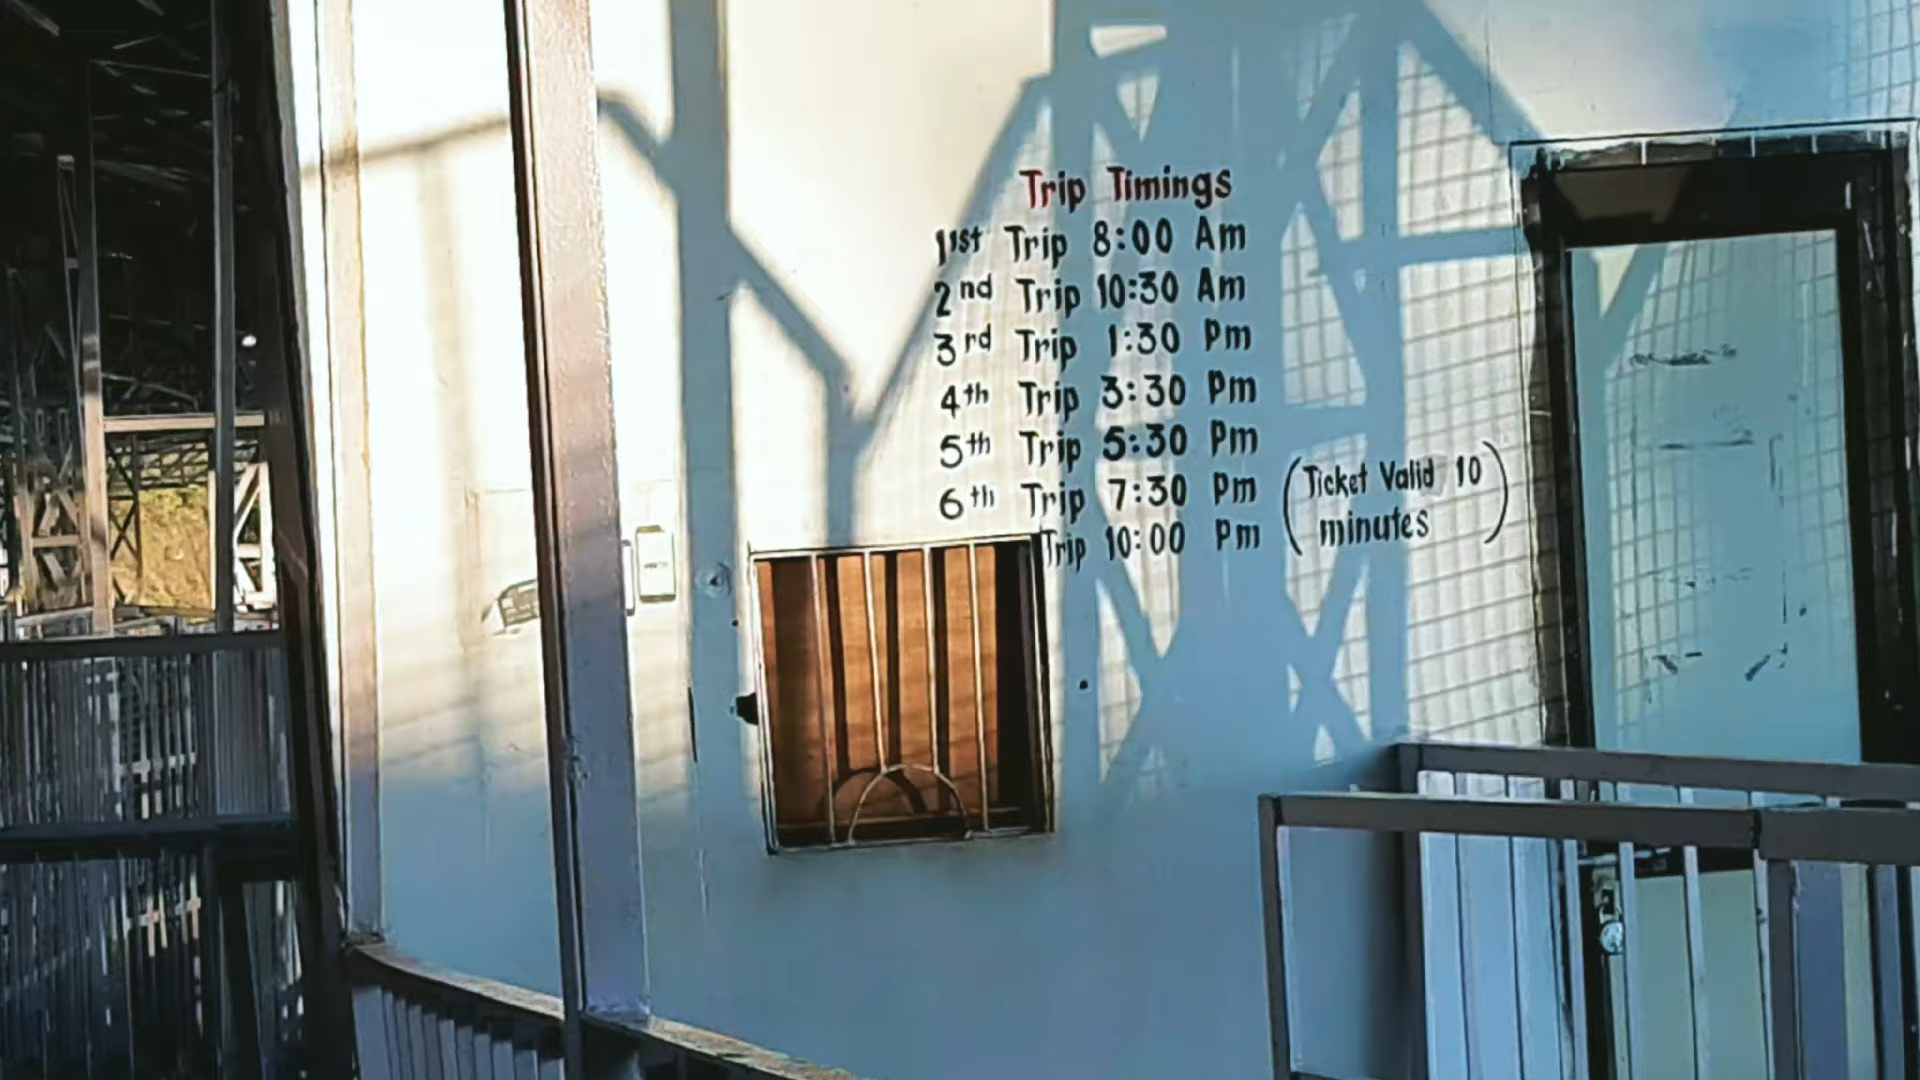 Trip Timings
1st Trip 8:00 Am
2nd Trip 10:30 Am
3rd Trip 1:30 Pm
4th Trip 3:30 Pm
5th Trip 5:30 Pm
6th Trip 7:30 Pm
Trip 10:00 Pm
(Ticket Valid 10
minutes)